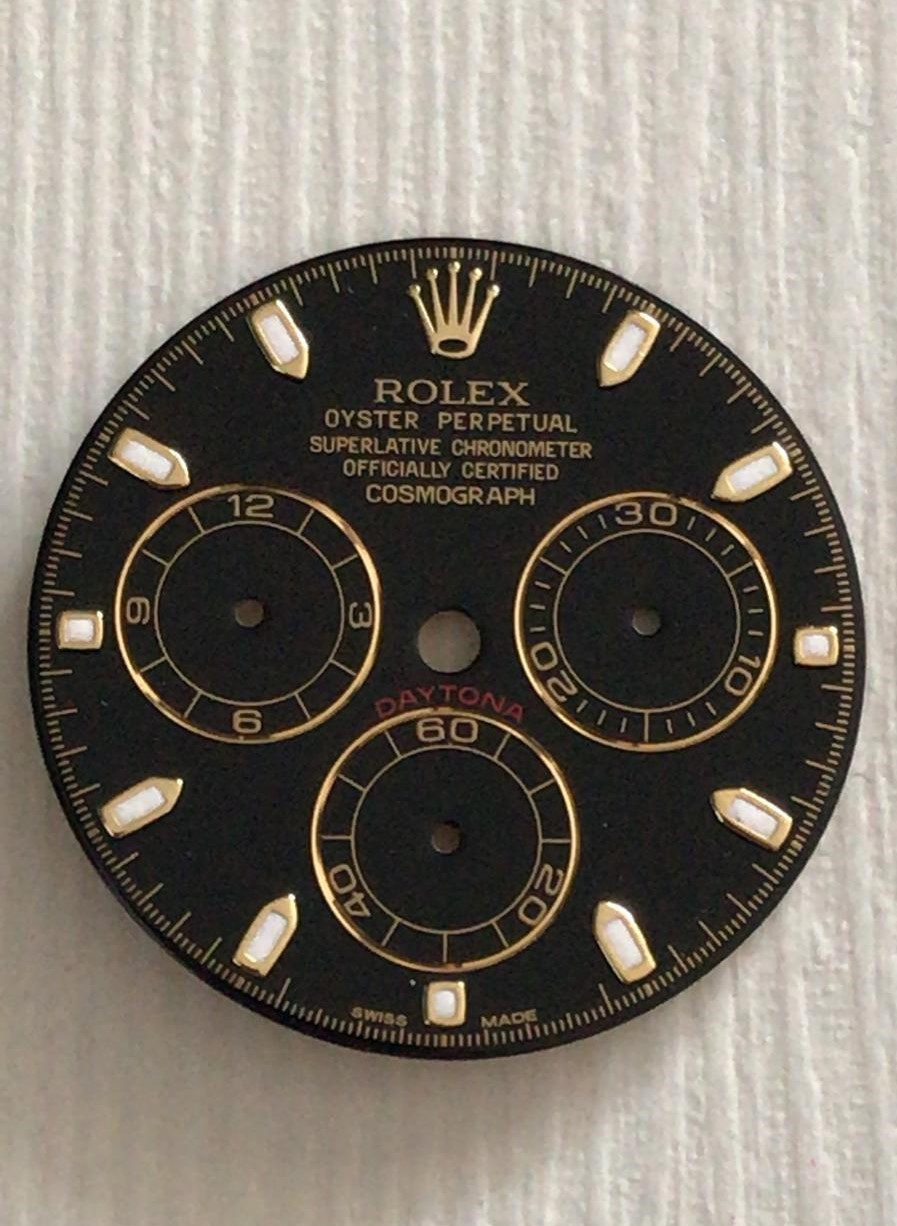 ROLEX
OYSTER PERPETUAL
SUPERLATIVE CHRONOMETER
OFFICIALLY CERTIFIED
COSMOGRAPH
12
3
6
9
30
10
20
DAYTONA
60
20
40
SWISS MADE